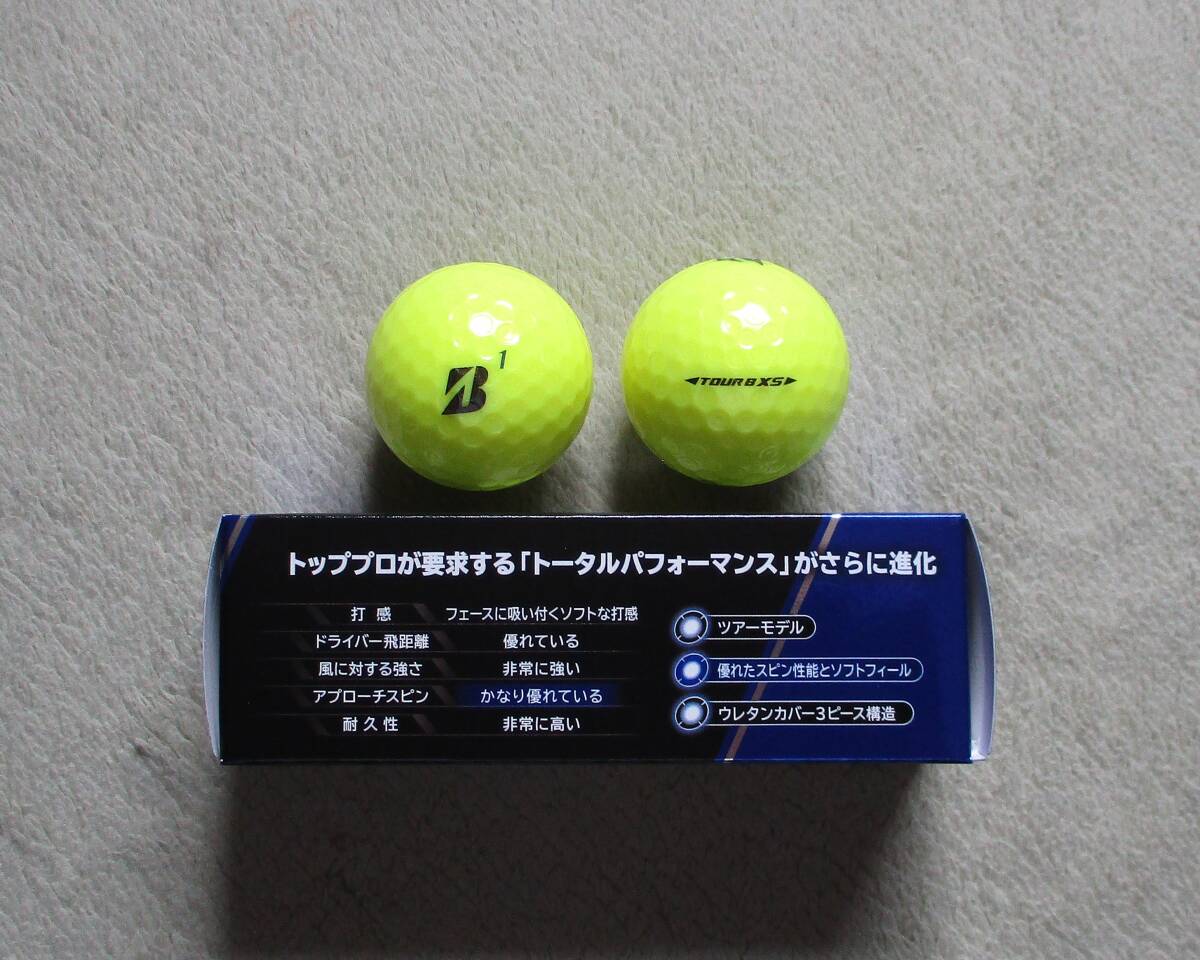 B 1
TOUR B XS
トッププロが要求する「トータルパフォーマンス」がさらに進化
打 感 フェースに吸い付くソフトな打感
ドライバー飛距離 優れている
風に対する強さ 非常に強い
アプローチスピン かなり優れている
耐 久 性 非常に高い
ツアーモデル
優れたスピン性能とソフトフィール
ウレタンカバー3ピース構造